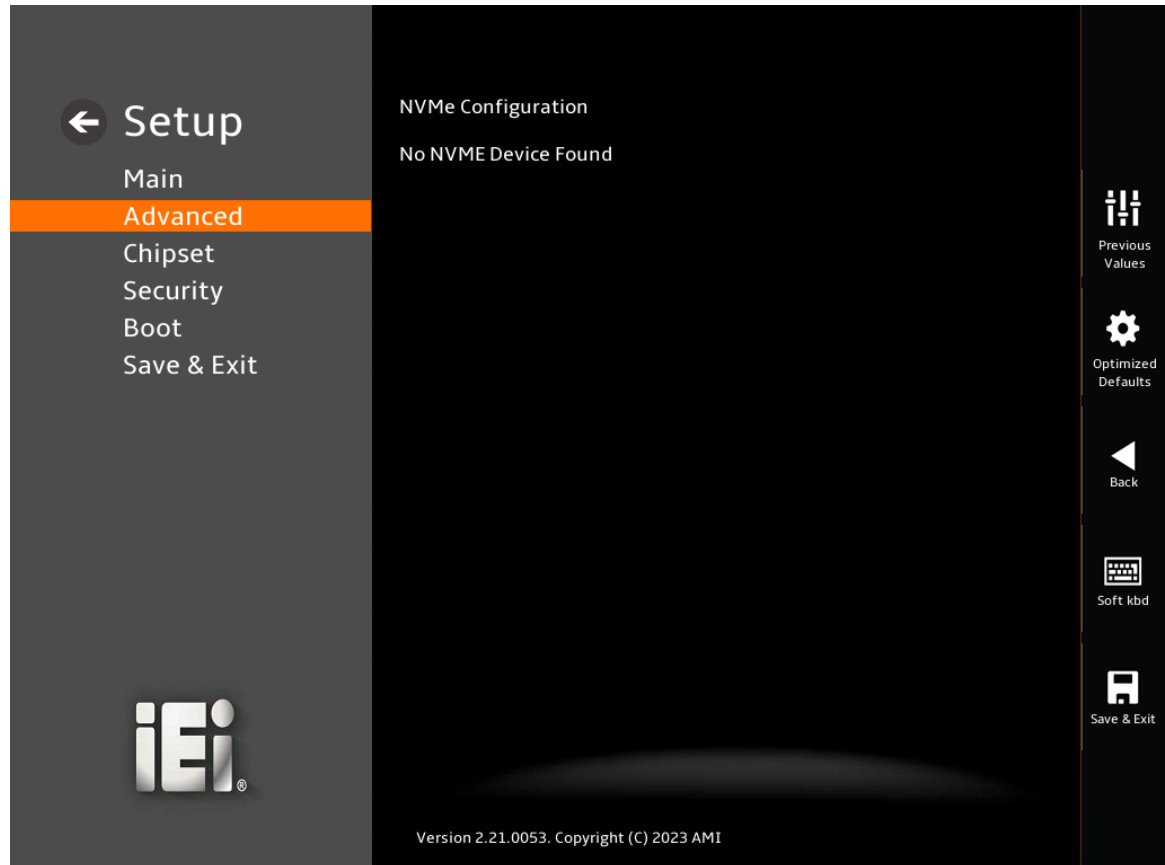 Setup
Main
Advanced
Chipset
Security
Boot
Save & Exit
iEi®
NVMe Configuration
No NVME Device Found
Version 2.21.0053. Copyright (C) 2023 AMI
Previous
Values
Optimized
Defaults
Back
Soft kbd
Save & Exit